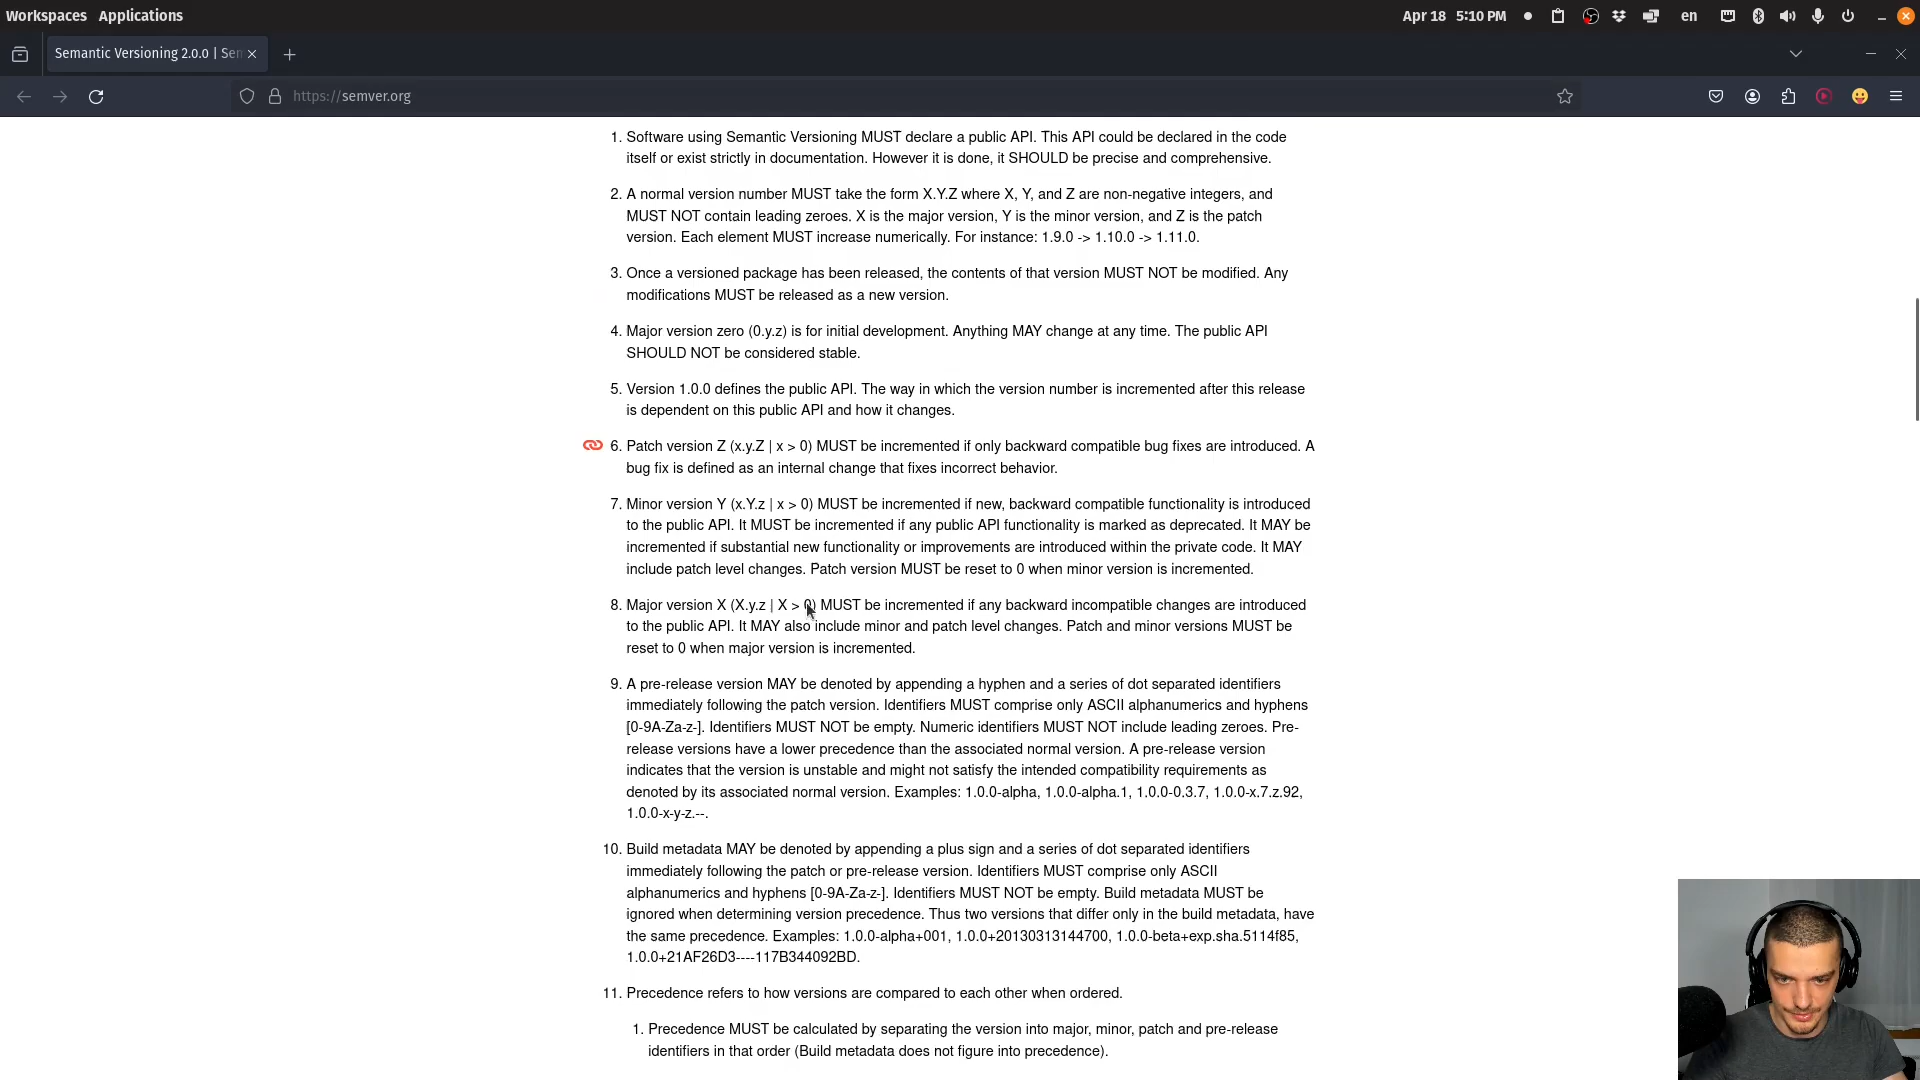 Workspaces Applications
Apr 18 5:10 PM
en
Semantic Versioning 2.0.0 | Sem
https://semver.org
1. Software using Semantic Versioning MUST declare a public API. This API could be declared in the code
itself or exist strictly in documentation. However it is done, it SHOULD be precise and comprehensive.
2. A normal version number MUST take the form X.Y.Z where X, Y, and Z are non-negative integers, and
MUST NOT contain leading zeroes. X is the major version, Y is the minor version, and Z is the patch
version. Each element MUST increase numerically. For instance: 1.9.0 -> 1.10.0 -> 1.11.0.
3. Once a versioned package has been released, the contents of that version MUST NOT be modified. Any
modifications MUST be released as a new version.
4. Major version zero (0.y.z) is for initial development. Anything MAY change at any time. The public API
SHOULD NOT be considered stable.
5. Version 1.0.0 defines the public API. The way in which the version number is incremented after this release
is dependent on this public API and how it changes.
6. Patch version Z (x.y.Z | x > 0) MUST be incremented if only backward compatible bug fixes are introduced. A
bug fix is defined as an internal change that fixes incorrect behavior.
7. Minor version Y (x.Y.z | x > 0) MUST be incremented if new, backward compatible functionality is introduced
to the public API. It MUST be incremented if any public API functionality is marked as deprecated. It MAY be
incremented if substantial new functionality or improvements are introduced within the private code. It MAY
include patch level changes. Patch version MUST be reset to 0 when minor version is incremented.
8. Major version X (X.y.z | X > 0) MUST be incremented if any backward incompatible changes are introduced
to the public API. It MAY also include minor and patch level changes. Patch and minor versions MUST be
reset to 0 when major version is incremented.
9. A pre-release version MAY be denoted by appending a hyphen and a series of dot separated identifiers
immediately following the patch version. Identifiers MUST comprise only ASCII alphanumerics and hyphens
[0-9A-Za-z-]. Identifiers MUST NOT be empty. Numeric identifiers MUST NOT include leading zeroes. Pre-
release versions have a lower precedence than the associated normal version. A pre-release version
indicates that the version is unstable and might not satisfy the intended compatibility requirements as
denoted by its associated normal version. Examples: 1.0.0-alpha, 1.0.0-alpha.1, 1.0.0-0.3.7, 1.0.0-x.7.z.92,
1.0.0-x-y-z.--.
10. Build metadata MAY be denoted by appending a plus sign and a series of dot separated identifiers
immediately following the patch or pre-release version. Identifiers MUST comprise only ASCII
alphanumerics and hyphens [0-9A-Za-z-]. Identifiers MUST NOT be empty. Build metadata MUST be
ignored when determining version precedence. Thus two versions that differ only in the build metadata, have
the same precedence. Examples: 1.0.0-alpha+001, 1.0.0+20130313144700, 1.0.0-beta+exp.sha.5114f85,
1.0.0+21AF26D3----117B344092BD.
11. Precedence refers to how versions are compared to each other when ordered.
1. Precedence MUST be calculated by separating the version into major, minor, patch and pre-release
identifiers in that order (Build metadata does not figure into precedence).